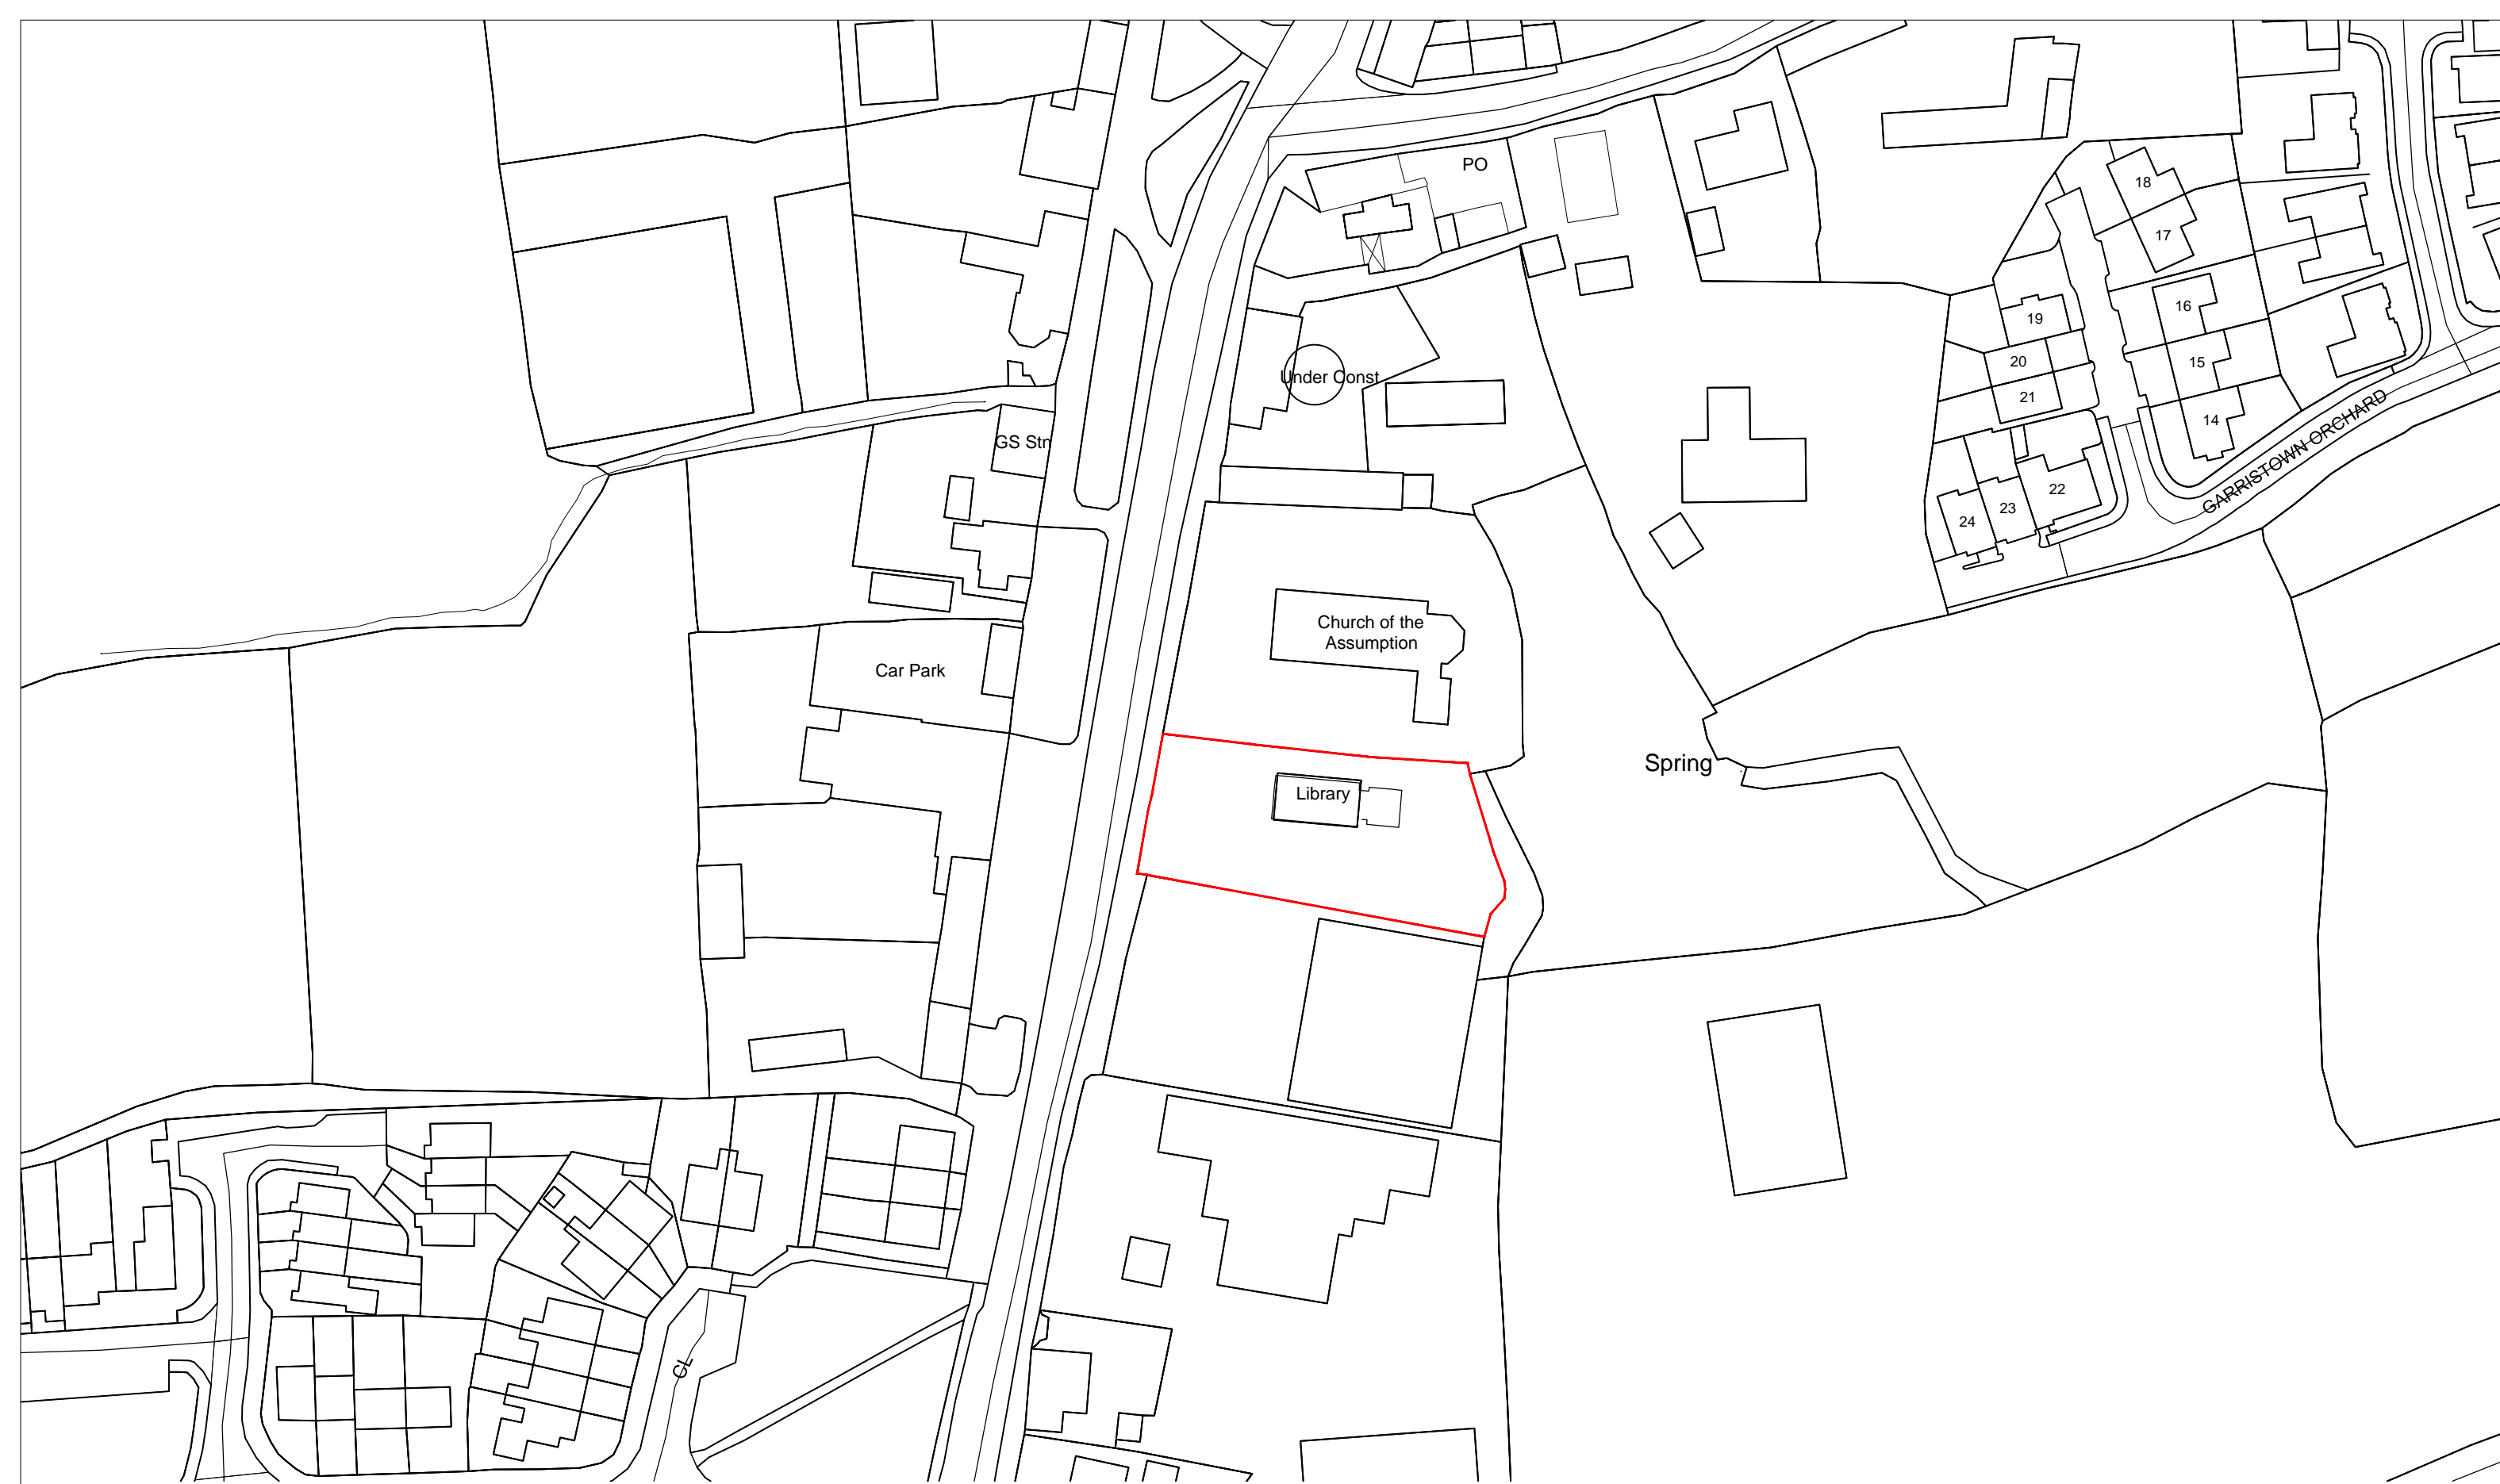 PO
18
17
16
19
20
15
21
14
Under Const
GARRISTOWN ORCHARD
GS Stn
22
23
24
Church of the
Assumption
Car Park
Spring
Library
CL